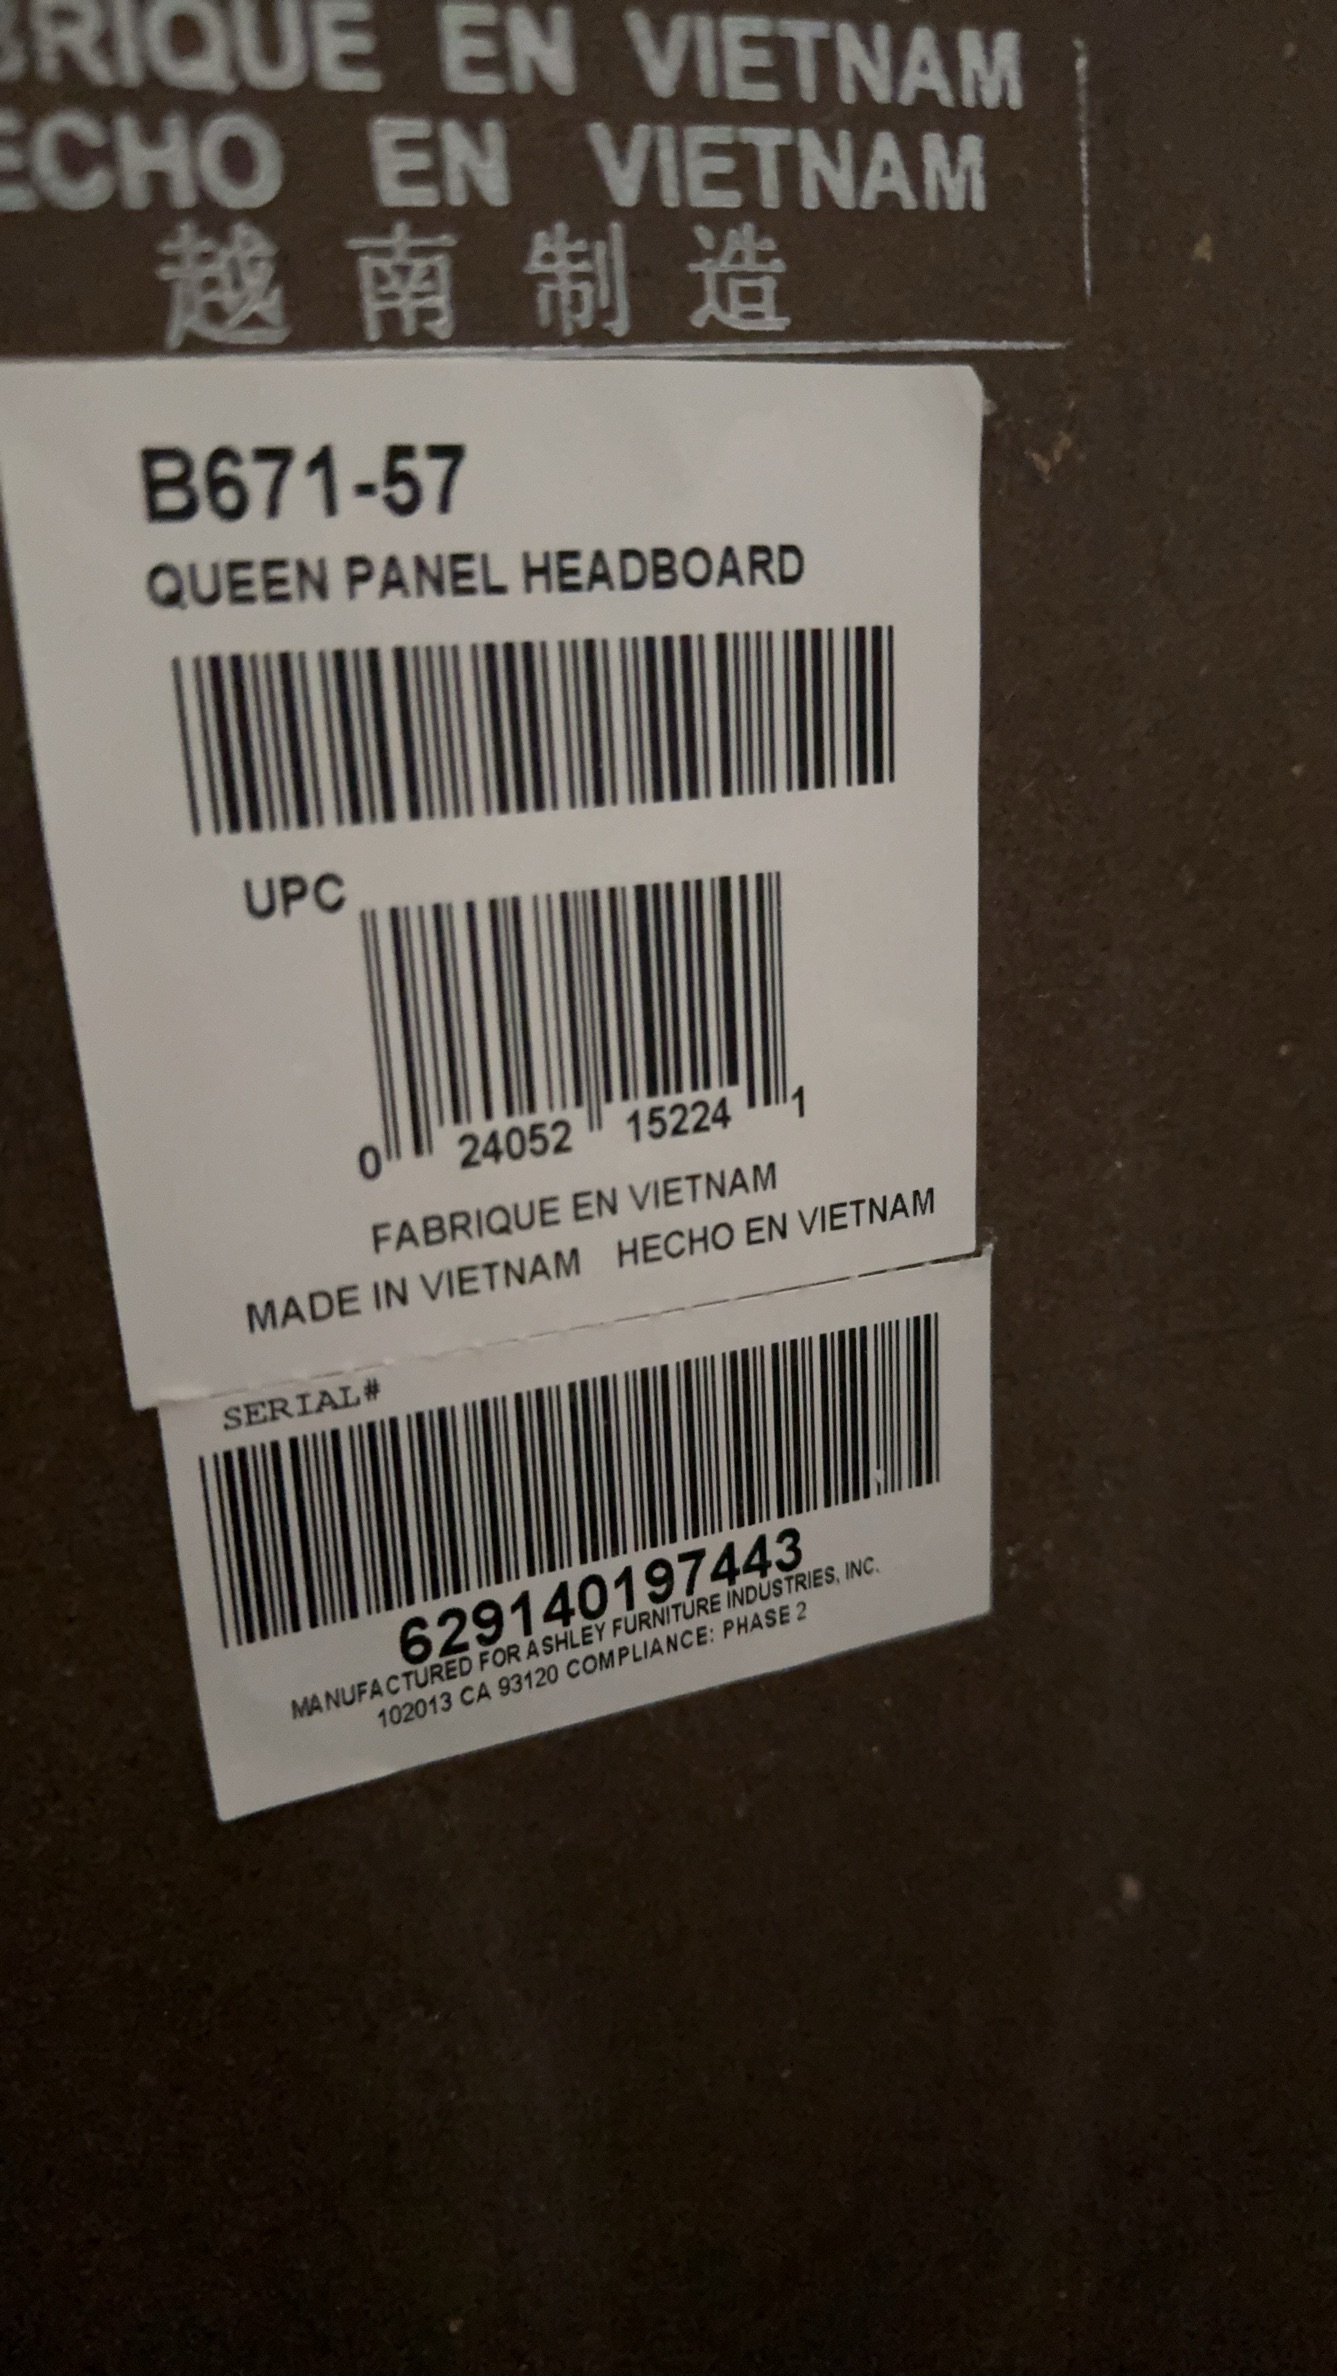 EN VIETNAM
EN VIETNAM
越南制造
B671-57
QUEEN PANEL HEADBOARD
UPC
0 24052 15224 1
FABRIQUE EN VIETNAM
MADE IN VIETNAM HECHO EN VIETNAM
SERIAL#
629140197443
MANUFACTURED FOR ASHLEY FURNITURE INDUSTRIES, INC.
102013 CA 93120 COMPLIANCE: PHASE 2